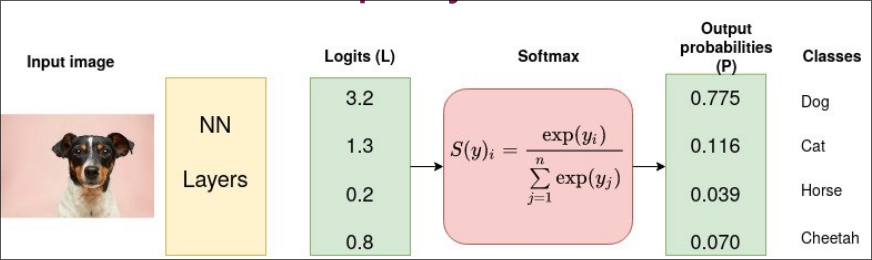 Input image
NN
Layers
Logits (L)
3.2
1.3
0.2
0.8
Softmax
S(y)_i = exp(y_i) / \sum_{j=1}^{n} exp(y_j)
Output
probabilities
(P)
0.775
0.116
0.039
0.070
Classes
Dog
Cat
Horse
Cheetah